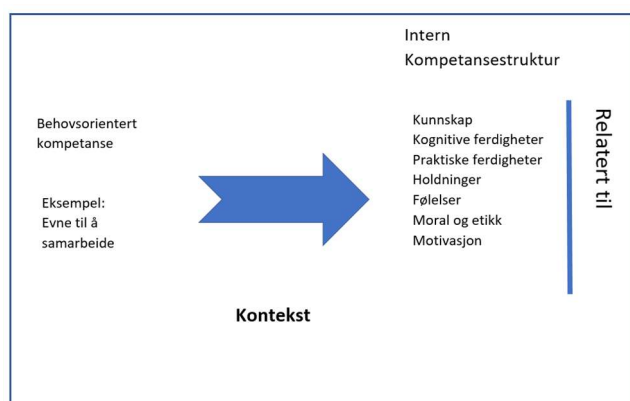 Intern
Kompetansestruktur
Behovsorientert
kompetanse
Eksempel:
Evne til å
samarbeide
Kunnskap
Kognitive ferdigheter
Praktiske ferdigheter
Holdninger
Følelser
Moral og etikk
Motivasjon
Relatert til
Kontekst